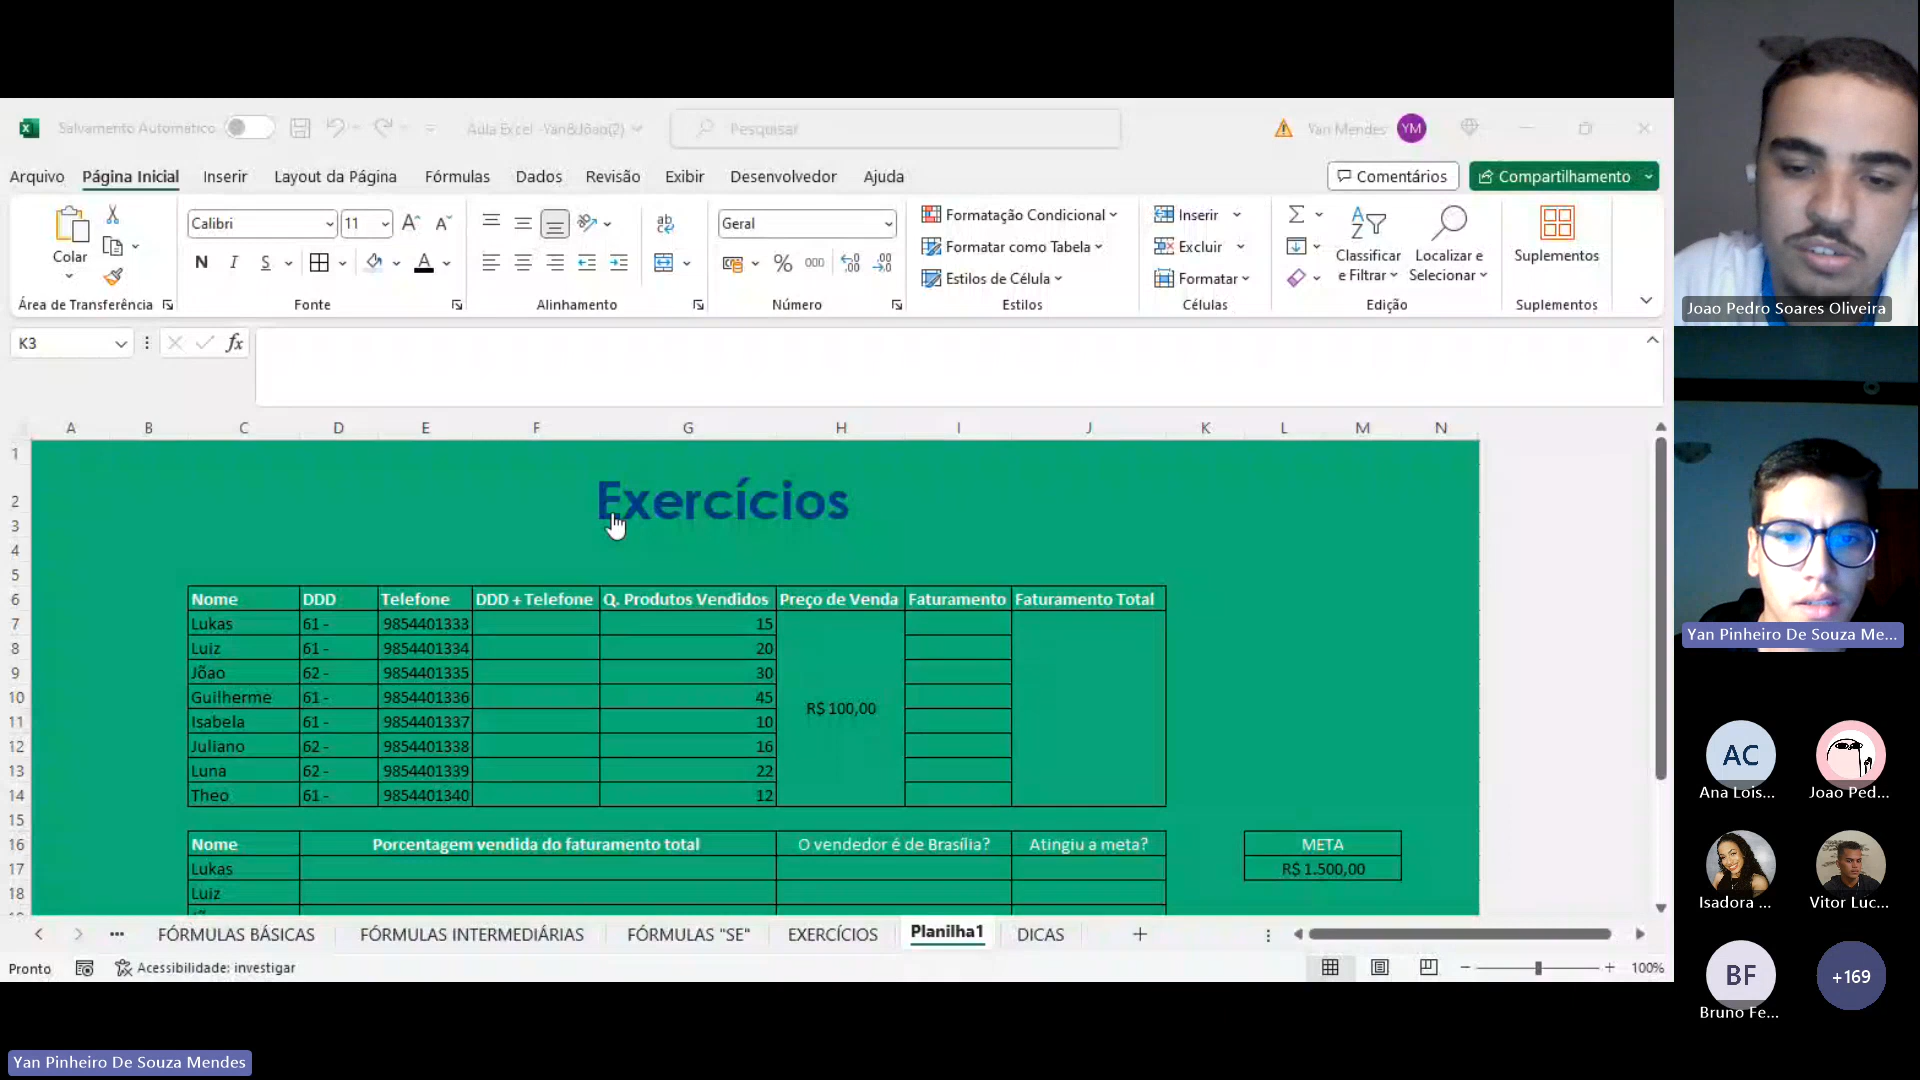 Salvamento Automático
Aula Excel -Yan&Jõao(2)
Pesquisar
Yan Mendes
YM
Arquivo Página Inicial Inserir Layout da Página Fórmulas Dados Revisão Exibir Desenvolvedor Ajuda
Comentários
Compartilhamento
Colar
Área de Transferência
Calibri 11
N I S
Fonte
ab
Alinhamento
Geral
% 000
Número
Formatação Condicional
Formatar como Tabela
Estilos de Célula
Estilos
Inserir
Excluir
Formatar
Células
Classificar
e Filtrar
Localizar e
Selecionar
Edição
Suplementos
Suplementos
K3
fx
A B C D E F G H I J K L M N
1
2 Exercícios
3
4
5
6 Nome DDD Telefone DDD + Telefone Q. Produtos Vendidos Preço de Venda Faturamento Faturamento Total
7 Lukas 61 - 9854401333 15
8 Luiz 61 - 9854401334 20
9 Jõao 62 - 9854401335 30
10 Guilherme 61 - 9854401336 45
R$ 100,00
11 Isabela 61 - 9854401337 10
12 Juliano 62 - 9854401338 16
13 Luna 62 - 9854401339 22
14 Theo 61 - 9854401340 12
15
16 Nome Porcentagem vendida do faturamento total O vendedor é de Brasília? Atingiu a meta? META
17 Lukas R$ 1.500,00
18 Luiz
FÓRMULAS BÁSICAS FÓRMULAS INTERMEDIÁRIAS FÓRMULAS "SE" EXERCÍCIOS Planilha1 DICAS
Pronto
Acessibilidade: investigar
100%
Yan Pinheiro De Souza Mendes
Joao Pedro Soares Oliveira
Yan Pinheiro De Souza Me...
AC
Ana Lois...
Joao Ped...
Isadora ...
Vitor Luc...
BF
Bruno Fe...
+169